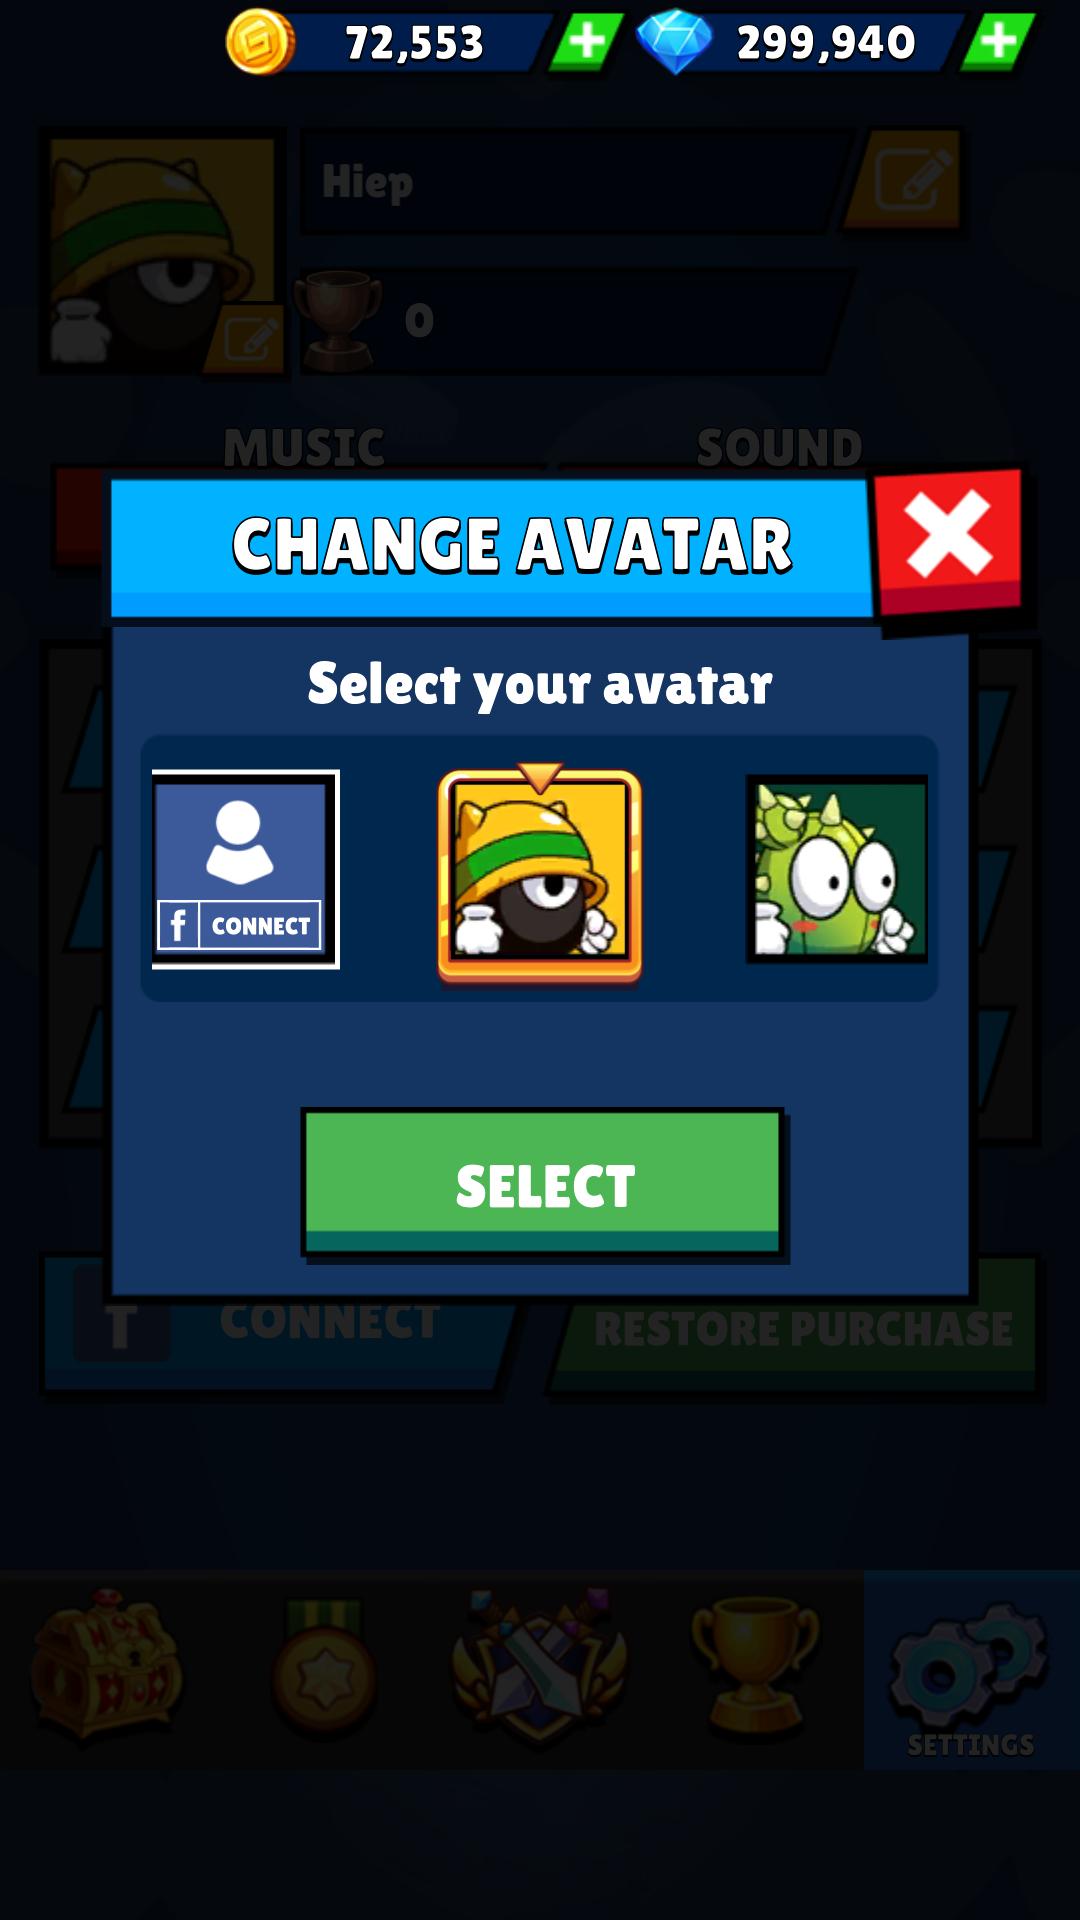 72,553
299,940
Hiep
0
MUSIC
SOUND
CHANGE AVATAR
Select your avatar
f CONNECT
SELECT
CONNECT
RESTORE PURCHASE
SETTINGS